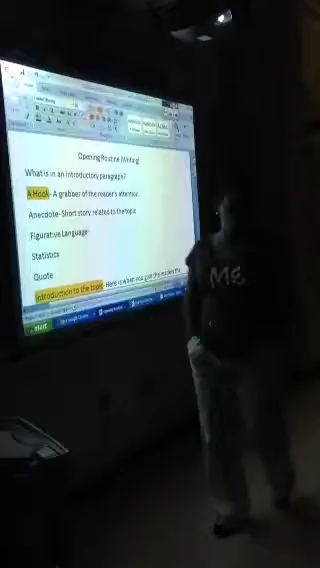 Opening Routine (Writing)
What is in an introductory paragraph?
A Hook- A grabber of the reader's attention.
Anecdote- Short story related to the topic
Figurative Language-
Statistics
Quote
Introduction to the topic- Here is when you give the readers the
start
ME